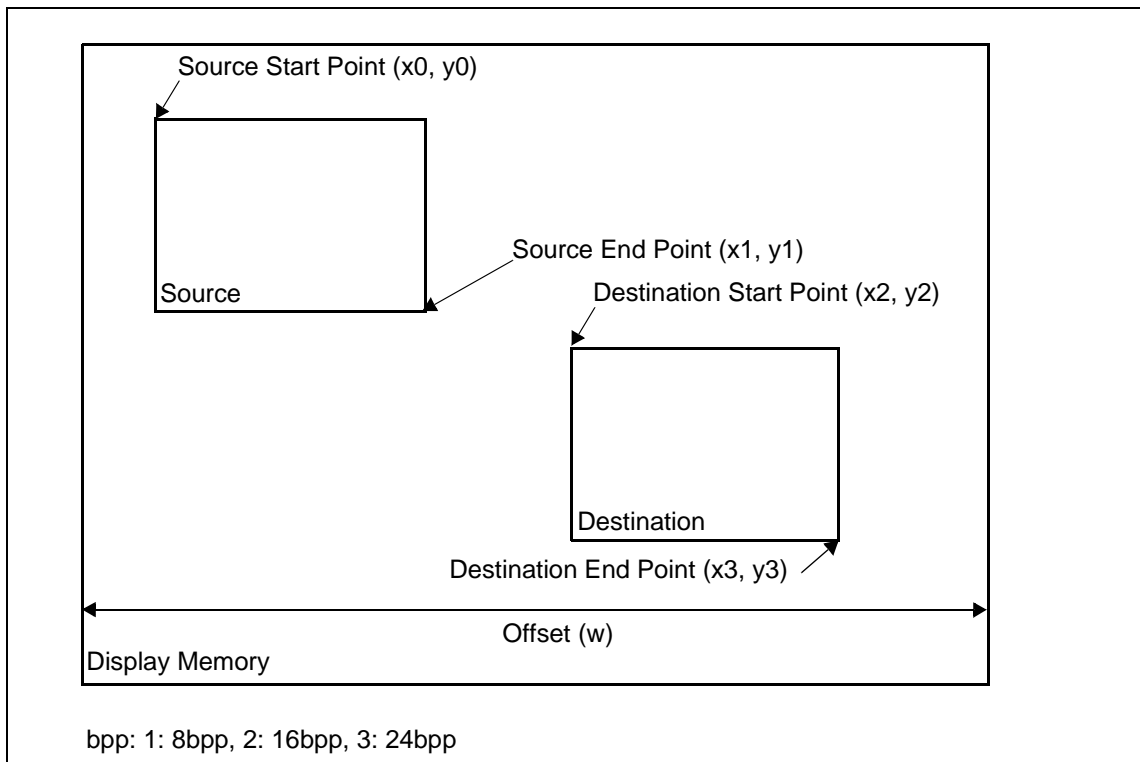 Source Start Point (x0, y0)
Source End Point (x1, y1)
Source
Destination Start Point (x2, y2)
Destination
Destination End Point (x3, y3)
Offset (w)
Display Memory
bpp: 1: 8bpp, 2: 16bpp, 3: 24bpp